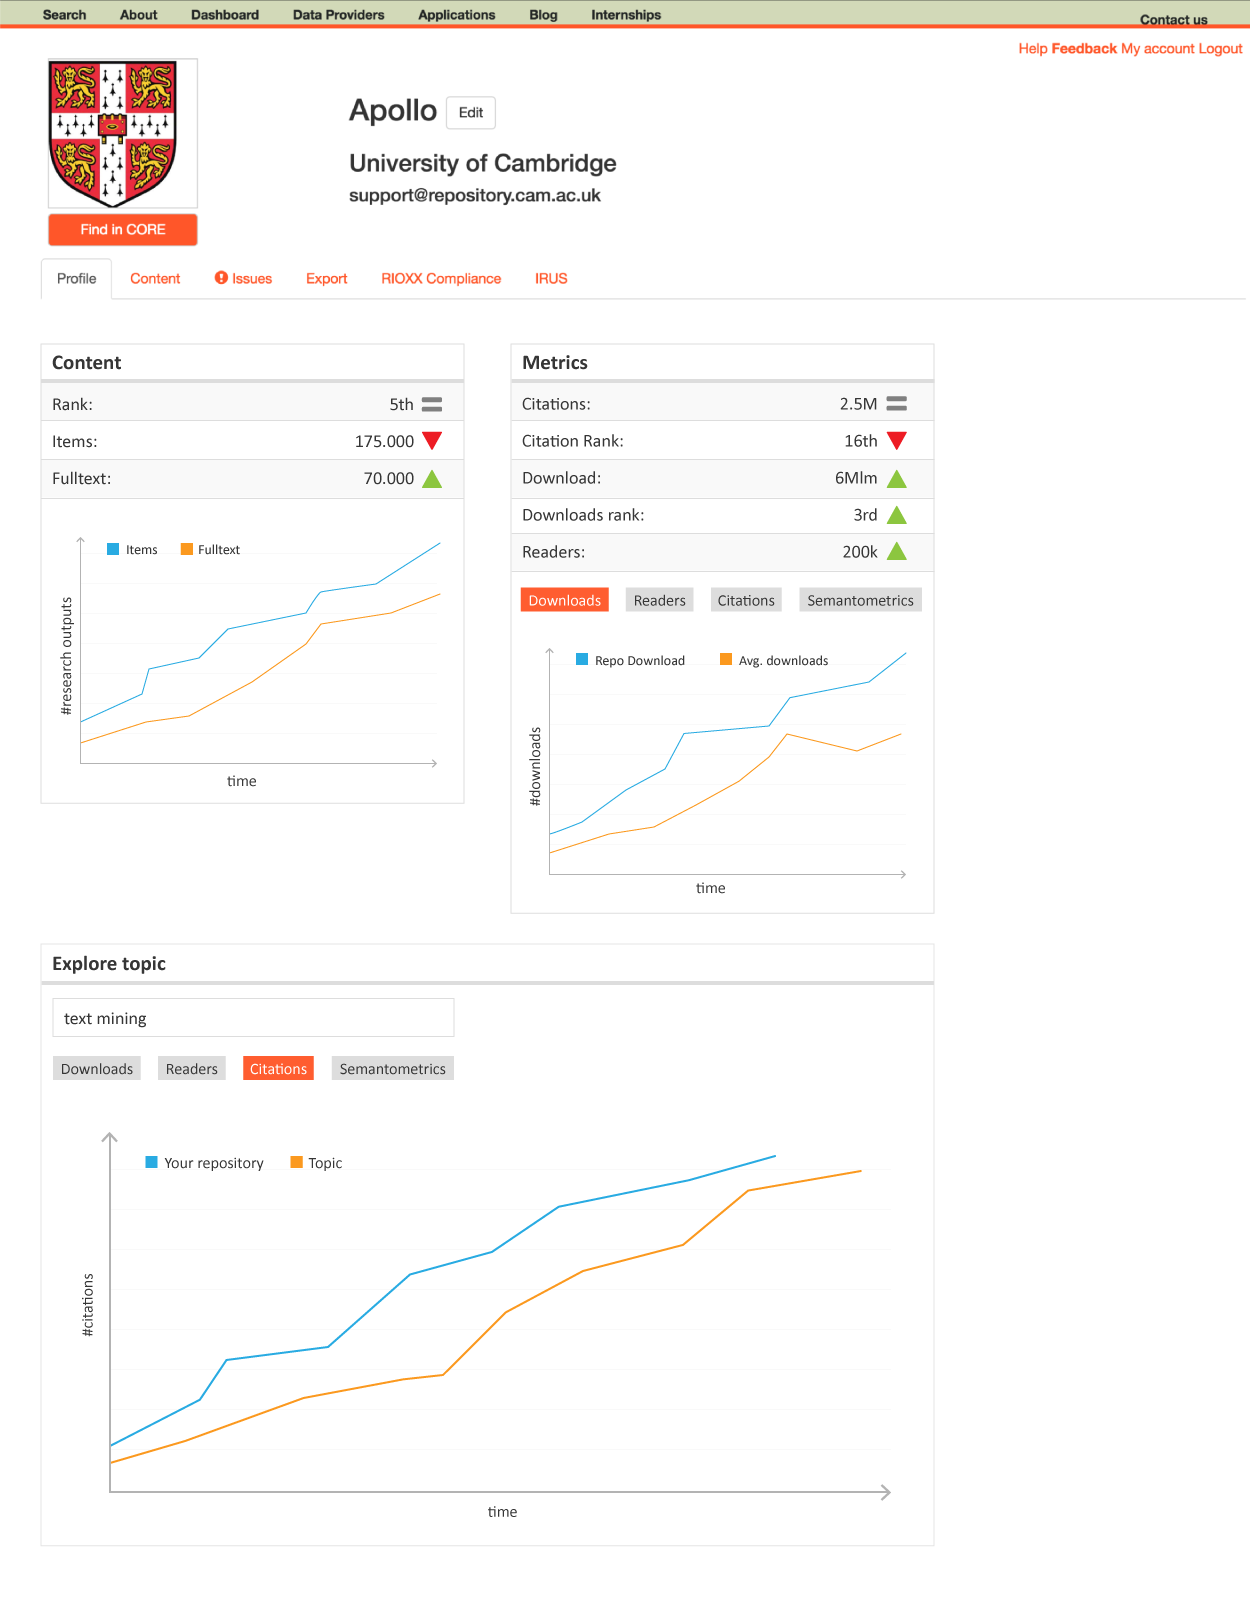 Search About Dashboard Data Providers Applications Blog Internships Contact us
Help Feedback My account Logout
Apollo Edit
University of Cambridge
support@repository.cam.ac.uk
Find in CORE
Profile Content Issues Export RIOXX Compliance IRUS
Content
Rank: 5th
Items: 175.000
Fulltext: 70.000
Items Fulltext
#research outputs
time
Metrics
Citations: 2.5M
Citation Rank: 16th
Download: 6Mlm
Downloads rank: 3rd
Readers: 200k
Downloads Readers Citations Semantometrics
Repo Download Avg. downloads
#downloads
time
Explore topic
text mining
Downloads Readers Citations Semantometrics
Your repository Topic
#citations
time